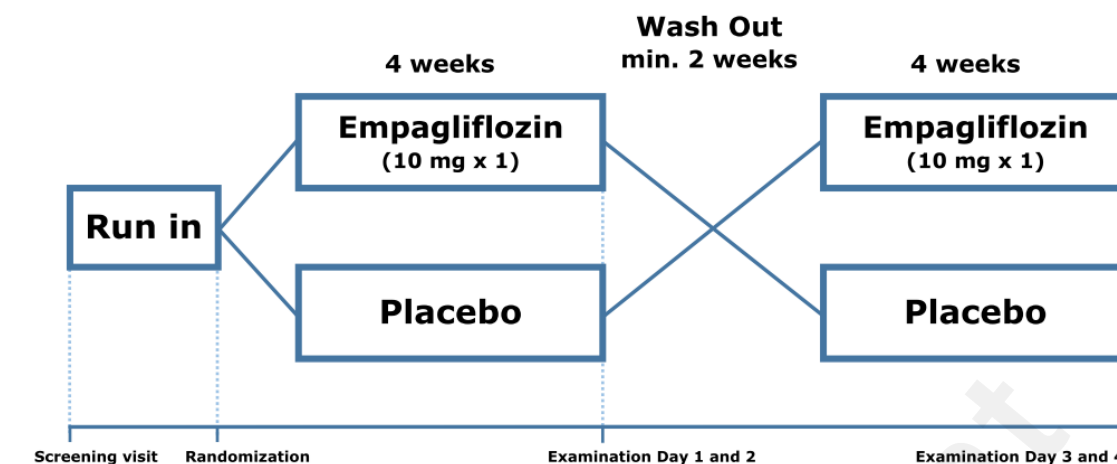 Wash Out
min. 2 weeks
4 weeks
4 weeks
Empagliflozin
(10 mg x 1)
Empagliflozin
(10 mg x 1)
Run in
Placebo
Placebo
Screening visit
Randomization
Examination Day 1 and 2
Examination Day 3 and 4